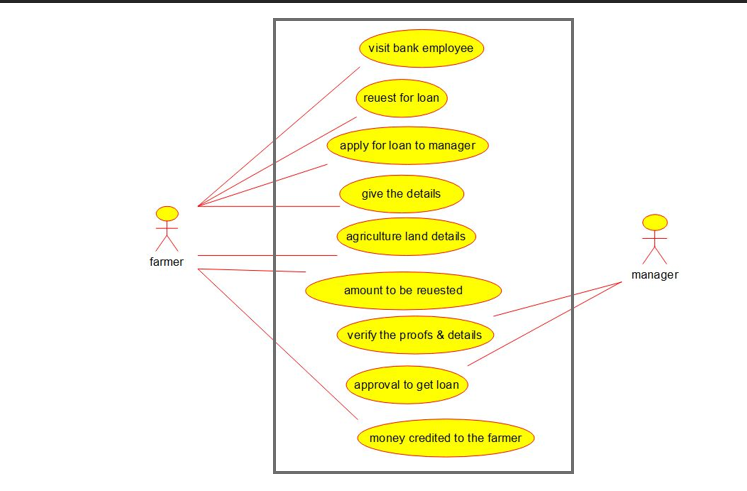 visit bank employee
reuest for loan
apply for loan to manager
give the details
agriculture land details
farmer
manager
amount to be reuested
verify the proofs & details
approval to get loan
money credited to the farmer